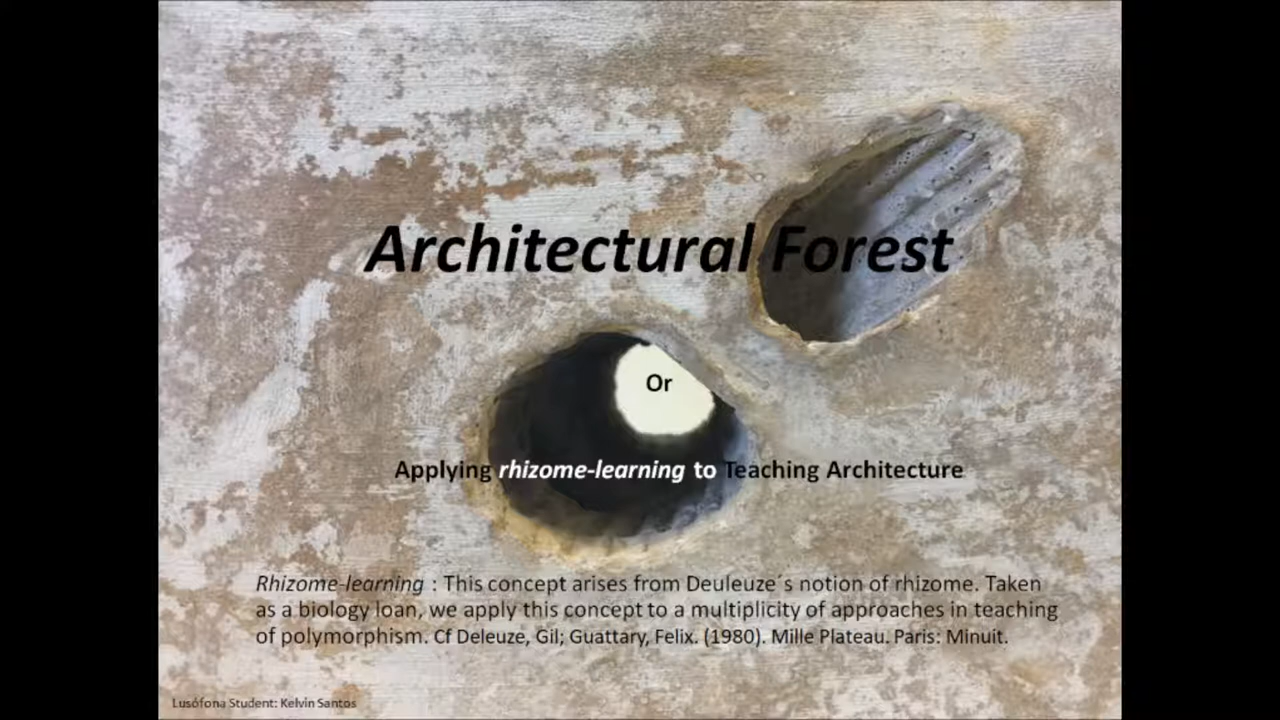 Architectural Forest
Or
Applying rhizome-learning to Teaching Architecture
Rhizome-learning : This concept arises from Deuleuze´s notion of rhizome. Taken
as a biology loan, we apply this concept to a multiplicity of approaches in teaching
of polymorphism. Cf Deleuze, Gil; Guattary, Felix. (1980). Mille Plateau. Paris: Minuit.
Lusófona Student: Kelvin Santos